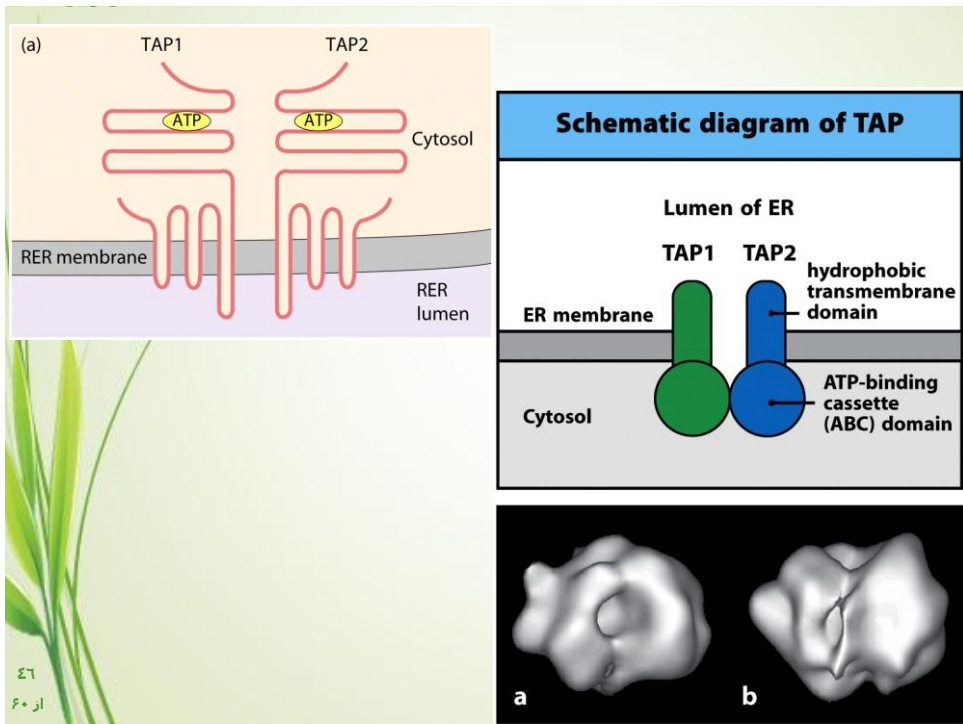 (a)
TAP1
TAP2
ATP
ATP
Cytosol
RER membrane
RER
lumen
Schematic diagram of TAP
Lumen of ER
TAP1
TAP2
hydrophobic
transmembrane
domain
ER membrane
ATP-binding
cassette
(ABC) domain
Cytosol
a
b
٤٦
از ۶۰